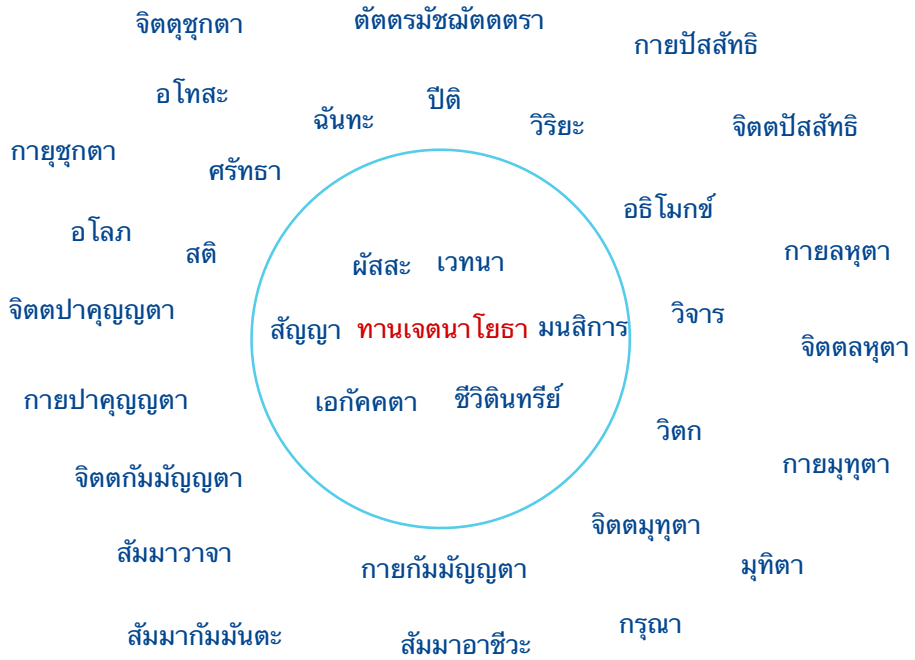 จิตตุชุกตา
ตัตตรมัชฌัตตตรา
กายปัสสัทธิ
อโทสะ
ฉันทะ
ปีติ
วิริยะ
จิตตปัสสัทธิ
กายุชุกตา
ศรัทธา
อธิโมกข์
อโลภ
สติ
ผัสสะ
เวทนา
กายลหุตา
จิตตปาคุญญตา
สัญญา
ทานเจตนาโยธา
มนสิการ
วิจาร
จิตตลหุตา
กายปาคุญญตา
เอกัคคตา
ชีวิตินทรีย์
วิตก
จิตตกัมมัญญตา
กายมุทุตา
จิตตมุทุตา
สัมมาวาจา
กายกัมมัญญตา
มุทิตา
สัมมากัมมันตะ
สัมมาอาชีวะ
กรุณา